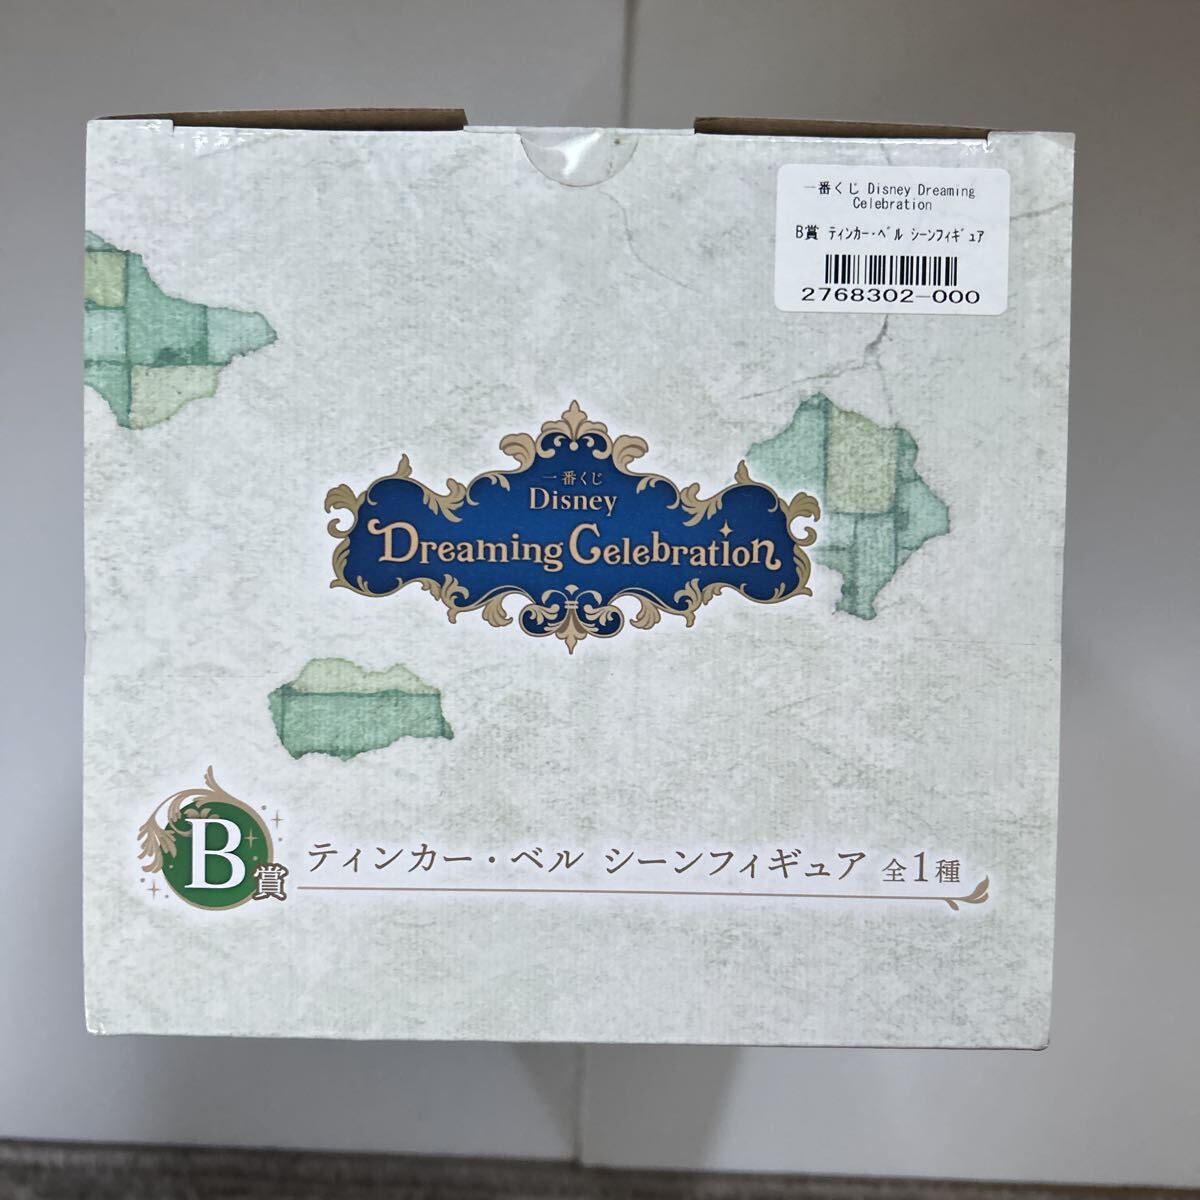 一番くじ Disney Dreaming
Celebration
B賞 ﾃｨﾝｶｰ･ﾍﾞﾙ ｼｰﾝﾌｨｷﾞｭｱ
2768302-000
一番くじ
Disney
Dreaming Celebration
B賞 ティンカー・ベル シーンフィギュア 全1種